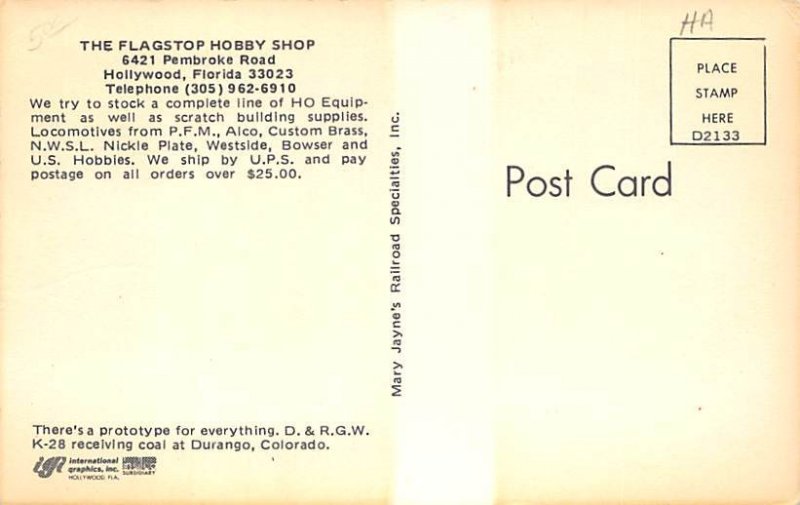 5¢
HA
THE FLAGSTOP HOBBY SHOP
6421 Pembroke Road
Hollywood, Florida 33023
Telephone (305) 962-6910
We try to stock a complete line of HO Equip-
ment as well as scratch building supplies.
Locomotives from P.F.M., Alco, Custom Brass,
N.W.S.L. Nickle Plate, Westside, Bowser and
U.S. Hobbies. We ship by U.P.S. and pay
postage on all orders over $25.00.
Mary Jayne's Railroad Specialties, Inc.
PLACE
STAMP
HERE
D2133
Post Card
There's a prototype for everything. D. & R.G.W.
K-28 receiving coal at Durango, Colorado.
igi international
graphics, inc.
HOLLYWOOD, FLA.
SUBSIDIARY